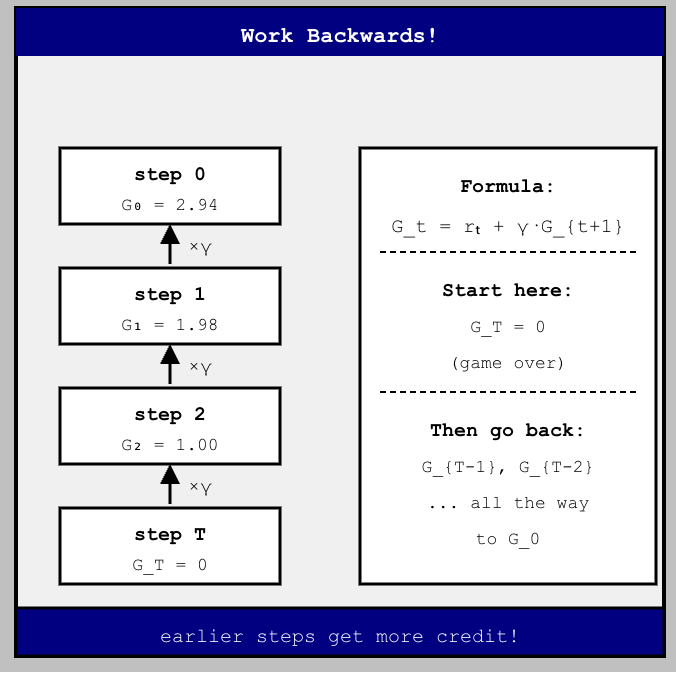 Work Backwards!
step 0
G₀ = 2.94
×γ
step 1
G₁ = 1.98
×γ
step 2
G₂ = 1.00
×γ
step T
G_T = 0
Formula:
G_t = rₜ + γ·G_{t+1}
Start here:
G_T = 0
(game over)
Then go back:
G_{T-1}, G_{T-2}
... all the way
to G_0
earlier steps get more credit!